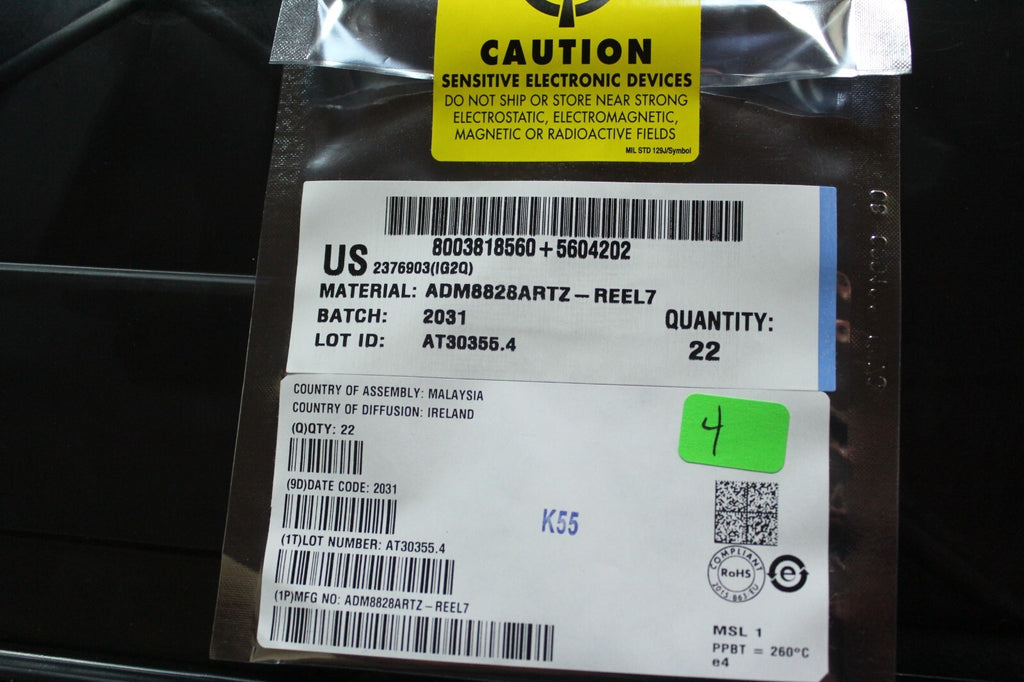 CAUTION
SENSITIVE ELECTRONIC DEVICES
DO NOT SHIP OR STORE NEAR STRONG
ELECTROSTATIC, ELECTROMAGNETIC,
MAGNETIC OR RADIOACTIVE FIELDS
MIL STD 129J/Symbol
8003818560+5604202
US 2376903(IG2Q)
MATERIAL: ADM8828ARTZ-REEL7
BATCH: 2031
QUANTITY:
LOT ID: AT30355.4
22
COUNTRY OF ASSEMBLY: MALAYSIA
COUNTRY OF DIFFUSION: IRELAND
(Q)QTY: 22
4
(9D)DATE CODE: 2031
K55
(1T)LOT NUMBER: AT30355.4
COMPLIANT
RoHS
2015 863 EU
e
(1P)MFG NO: ADM8828ARTZ-REEL7
MSL 1
PPBT = 260°C
e4